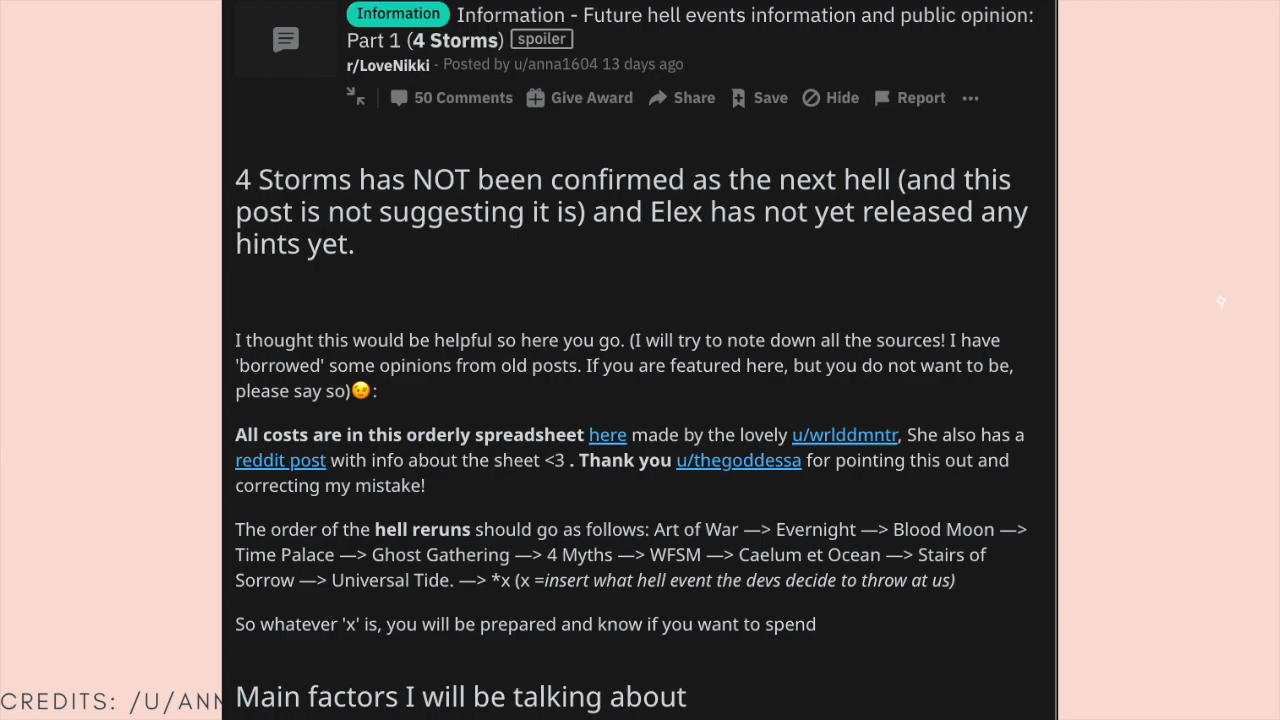 Information Information - Future hell events information and public opinion:
Part 1 (4 Storms) spoiler
r/LoveNikki · Posted by u/anna1604 13 days ago
50 Comments Give Award Share Save Hide Report ···
4 Storms has NOT been confirmed as the next hell (and this
post is not suggesting it is) and Elex has not yet released any
hints yet.
I thought this would be helpful so here you go. (I will try to note down all the sources! I have
'borrowed' some opinions from old posts. If you are featured here, but you do not want to be,
please say so)😉:
All costs are in this orderly spreadsheet here made by the lovely u/wrlddmntr, She also has a
reddit post with info about the sheet <3 . Thank you u/thegoddessa for pointing this out and
correcting my mistake!
The order of the hell reruns should go as follows: Art of War —> Evernight —> Blood Moon —>
Time Palace —> Ghost Gathering —> 4 Myths —> WFSM —> Caelum et Ocean —> Stairs of
Sorrow —> Universal Tide. —> *x (x =insert what hell event the devs decide to throw at us)
So whatever 'x' is, you will be prepared and know if you want to spend
Main factors I will be talking about
CREDITS: /U/ANN